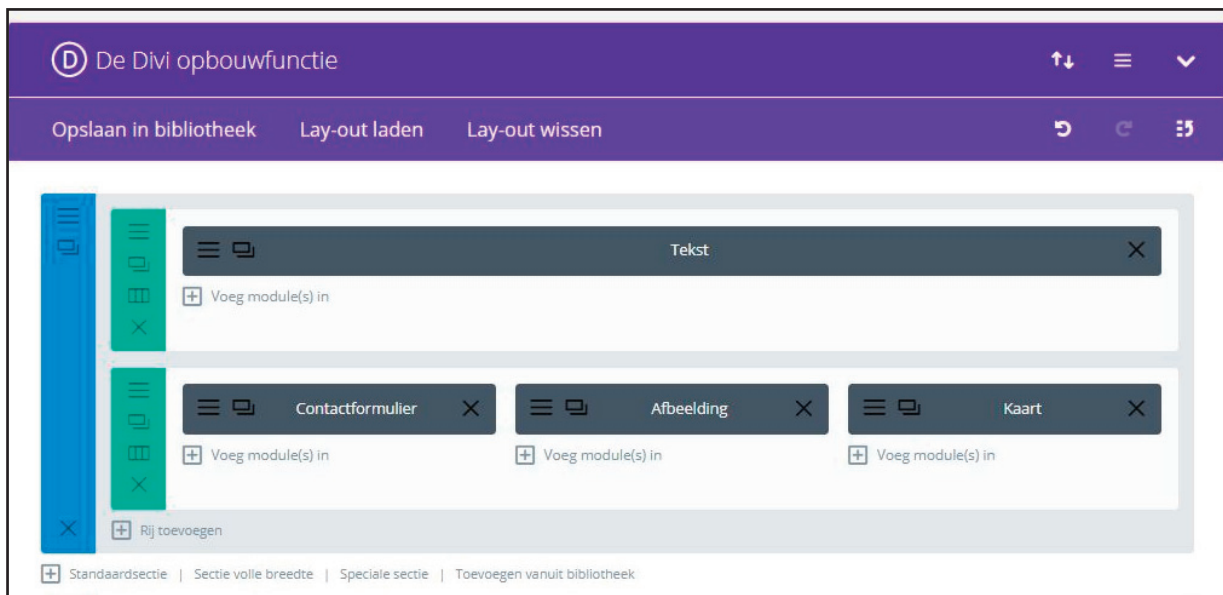 D De Divi opbouwfunctie
Opslaan in bibliotheek Lay-out laden Lay-out wissen
Tekst
Voeg module(s) in
Contactformulier Afbeelding Kaart
Voeg module(s) in Voeg module(s) in Voeg module(s) in
Rij toevoegen
Standaardsectie | Sectie volle breedte | Speciale sectie | Toevoegen vanuit bibliotheek